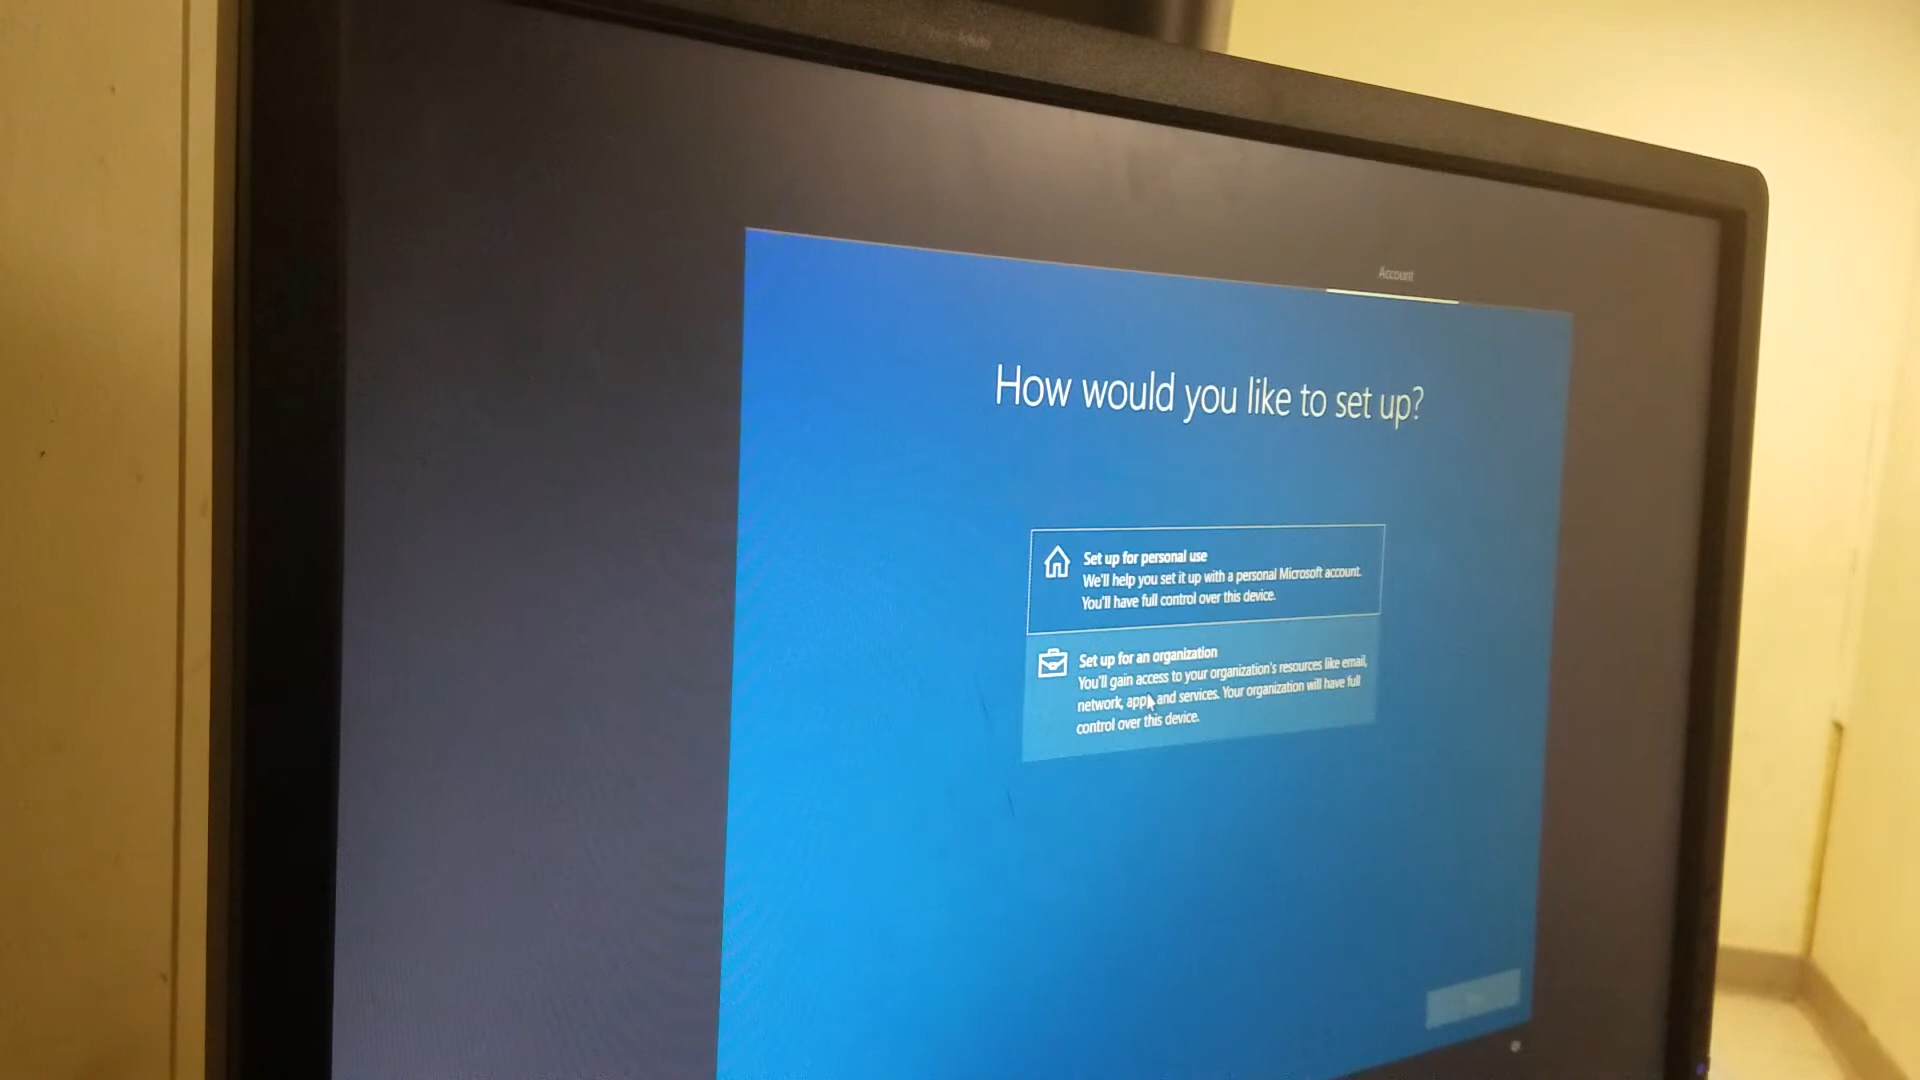 Account
How would you like to set up?
Set up for personal use
We'll help you set it up with a personal Microsoft account.
You'll have full control over this device.
Set up for an organization
You'll gain access to your organization's resources like email,
network, apps and services. Your organization will have full
control over this device.